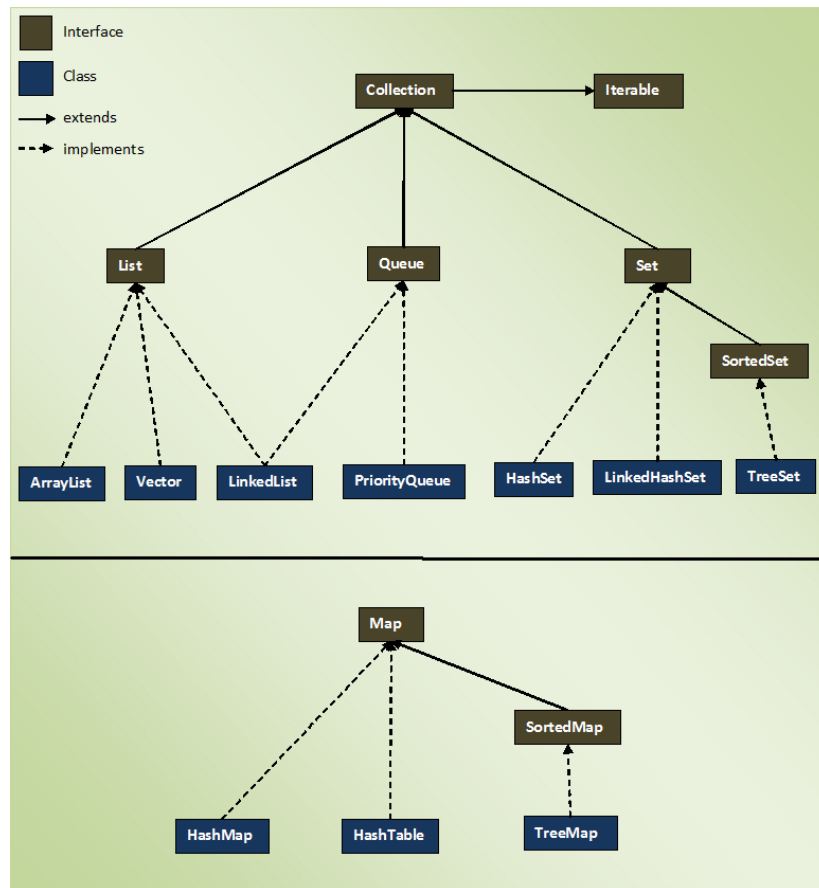 Interface
Class
extends
implements
Collection
Iterable
List
Queue
Set
SortedSet
ArrayList
Vector
LinkedList
PriorityQueue
HashSet
LinkedHashSet
TreeSet
Map
SortedMap
HashMap
HashTable
TreeMap